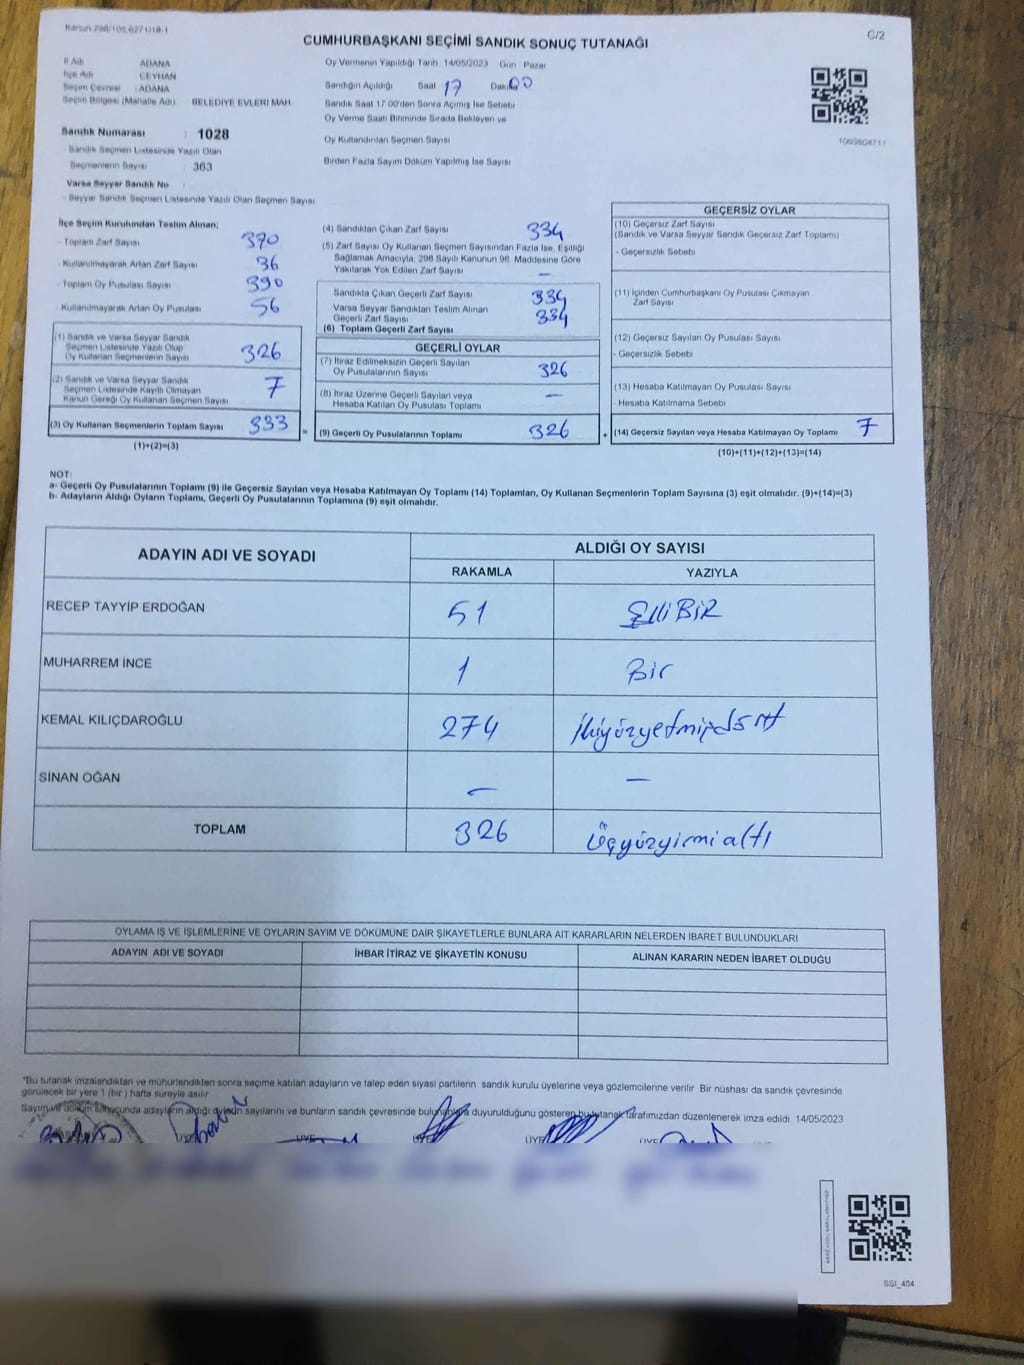 Kanun 298/105,6271/18-1
C/2
CUMHURBAŞKANI SEÇİMİ SANDIK SONUÇ TUTANAĞI
İl Adı ADANA
İlçe Adı CEYHAN
Seçim Çevresi : ADANA
Seçim Bölgesi (Mahalle Adı) BELEDİYE EVLERİ MAH.
Sandık Numarası : 1028
Sandık Seçmen Listesinde Yazılı Olan
Seçmenlerin Sayısı : 363
Varsa Seyyar Sandık No :
- Seyyar Sandık Seçmen Listesinde Yazılı Olan Seçmen Sayısı
Oy Vermenin Yapıldığı Tarih 14/05/2023 Gün Pazar
Sandığın Açıldığı Saat 17 Dakika 00
Sandık Saat 17 00'den Sonra Açılmış İse Sebebi
Oy Verme Saati Bitiminde Sırada Bekleyen ve
Oy Kullandırılan Seçmen Sayısı
Birden Fazla Sayım Döküm Yapılmış İse Sayısı
İlçe Seçim Kurulundan Teslim Alınan;
- Toplam Zarf Sayısı 370
- Kullanılmayarak Artan Zarf Sayısı 36
- Toplam Oy Pusulası Sayısı 390
Kullanılmayarak Artan Oy Pusulası 56
(1) Sandık ve Varsa Seyyar Sandık
Seçmen Listesinde Yazılı Olup
Oy Kullanan Seçmenlerin Sayısı 326
(2) Sandık ve Varsa Seyyar Sandık
Seçmen Listesinde Kayıtlı Olmayan
Kanun Gereği Oy Kullanan Seçmen Sayısı 7
(3) Oy Kullanan Seçmenlerin Toplam Sayısı 333
(1)+(2)=(3)
(4) Sandıktan Çıkan Zarf Sayısı 334
(5) Zarf Sayısı Oy Kullanan Seçmen Sayısından Fazla İse, Eşitliği
Sağlamak Amacıyla, 298 Sayılı Kanunun 98. Maddesine Göre
Yakılarak Yok Edilen Zarf Sayısı —
Sandıkta Çıkan Geçerli Zarf Sayısı 334
Varsa Seyyar Sandıktan Teslim Alınan
Geçerli Zarf Sayısı 334
(6) Toplam Geçerli Zarf Sayısı
GEÇERLİ OYLAR
(7) İtiraz Edilmeksizin Geçerli Sayılan
Oy Pusulalarının Sayısı 326
(8) İtiraz Üzerine Geçerli Sayılan veya
Hesaba Katılan Oy Pusulası Toplamı —
= (9) Geçerli Oy Pusulalarının Toplamı 326
GEÇERSİZ OYLAR
(10) Geçersiz Zarf Sayısı
(Sandık ve Varsa Seyyar Sandık Geçersiz Zarf Toplamı)
- Geçersizlik Sebebi
(11) İçinden Cumhurbaşkanı Oy Pusulası Çıkmayan
Zarf Sayısı
(12) Geçersiz Sayılan Oy Pusulası Sayısı
- Geçersizlik Sebebi
(13) Hesaba Katılmayan Oy Pusulası Sayısı
- Hesaba Katılmama Sebebi
+ (14) Geçersiz Sayılan veya Hesaba Katılmayan Oy Toplamı 7
(10)+(11)+(12)+(13)=(14)
NOT:
a- Geçerli Oy Pusulalarının Toplamı (9) ile Geçersiz Sayılan veya Hesaba Katılmayan Oy Toplamı (14) Toplamları, Oy Kullanan Seçmenlerin Toplam Sayısına (3) eşit olmalıdır. (9)+(14)=(3)
b- Adayların Aldığı Oyların Toplamı, Geçerli Oy Pusulalarının Toplamına (9) eşit olmalıdır.
ADAYIN ADI VE SOYADI ALDIĞI OY SAYISI
RAKAMLA YAZIYLA
RECEP TAYYİP ERDOĞAN 51 Elli BİR
MUHARREM İNCE 1 Bir
KEMAL KILIÇDAROĞLU 274 İkiyüzyetmişdört
SİNAN OĞAN — —
TOPLAM 326 Üçyüzyirmialtı
OYLAMA İŞ VE İŞLEMLERİNE VE OYLARIN SAYIM VE DÖKÜMÜNE DAİR ŞİKAYETLERLE BUNLARA AİT KARARLARIN NELERDEN İBARET BULUNDUKLARI
ADAYIN ADI VE SOYADI İHBAR İTİRAZ VE ŞİKAYETİN KONUSU ALINAN KARARIN NEDEN İBARET OLDUĞU
*Bu tutanak imzalandıktan ve mühürlendikten sonra seçime katılan adayların ve talep eden siyasi partilerin sandık kurulu üyelerine veya gözlemcilerine verilir Bir nüshası da sandık çevresinde
görülecek bir yere 1 (bir) hafta süreyle asılır
Sayım ve döküm sonucunda adayların aldığı oyların sayılarını ve bunların sandık çevresinde bulunanlara duyurulduğunu gösteren bu tutanak tarafımızdan düzenlenerek imza edildi 14/05/2023
ÜYE ÜYE ÜYE ÜYE ÜYE
SSI_404